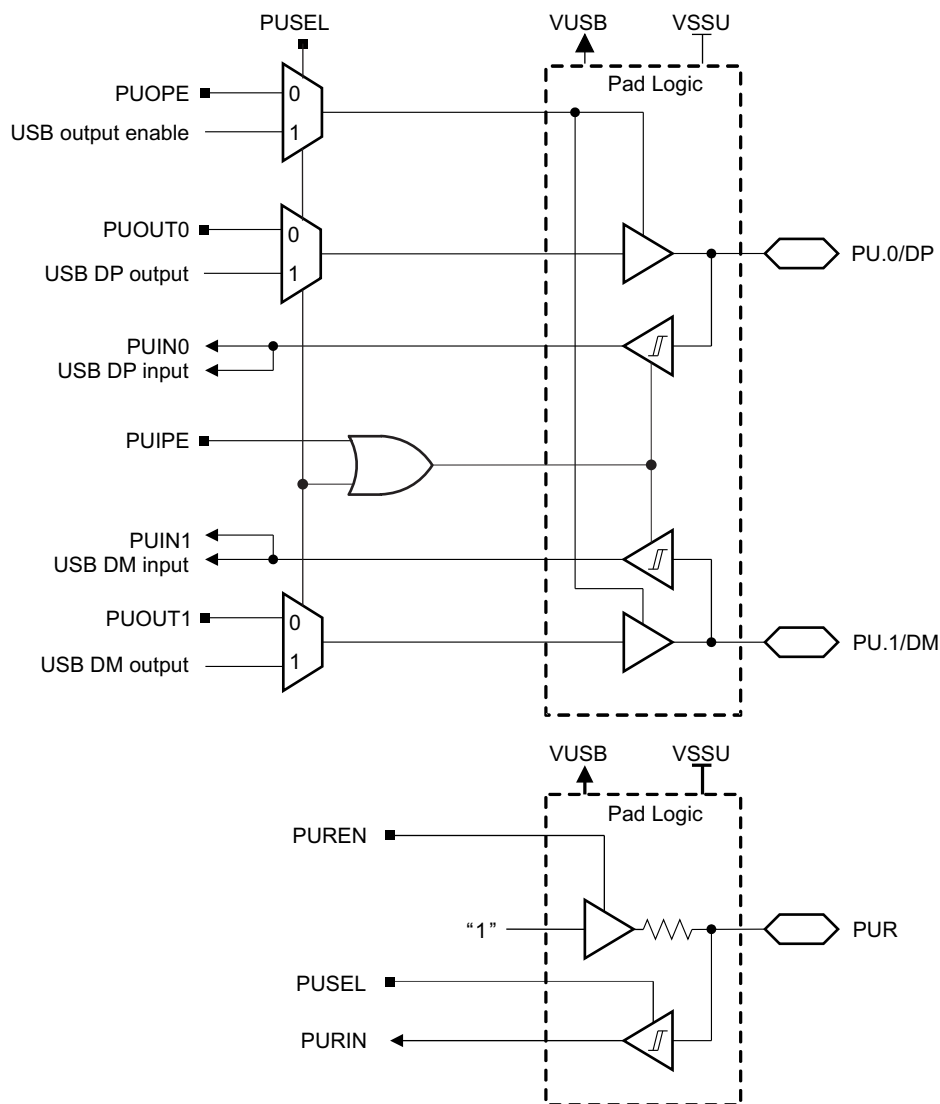 PUSEL
VUSB
VSSU
Pad Logic
PUOPE
0
USB output enable
1
PUOUT0
0
USB DP output
1
PU.0/DP
PUIN0
USB DP input
PUIPE
PUIN1
USB DM input
PUOUT1
0
USB DM output
1
PU.1/DM
VUSB
VSSU
Pad Logic
PUREN
“1”
PUR
PUSEL
PURIN